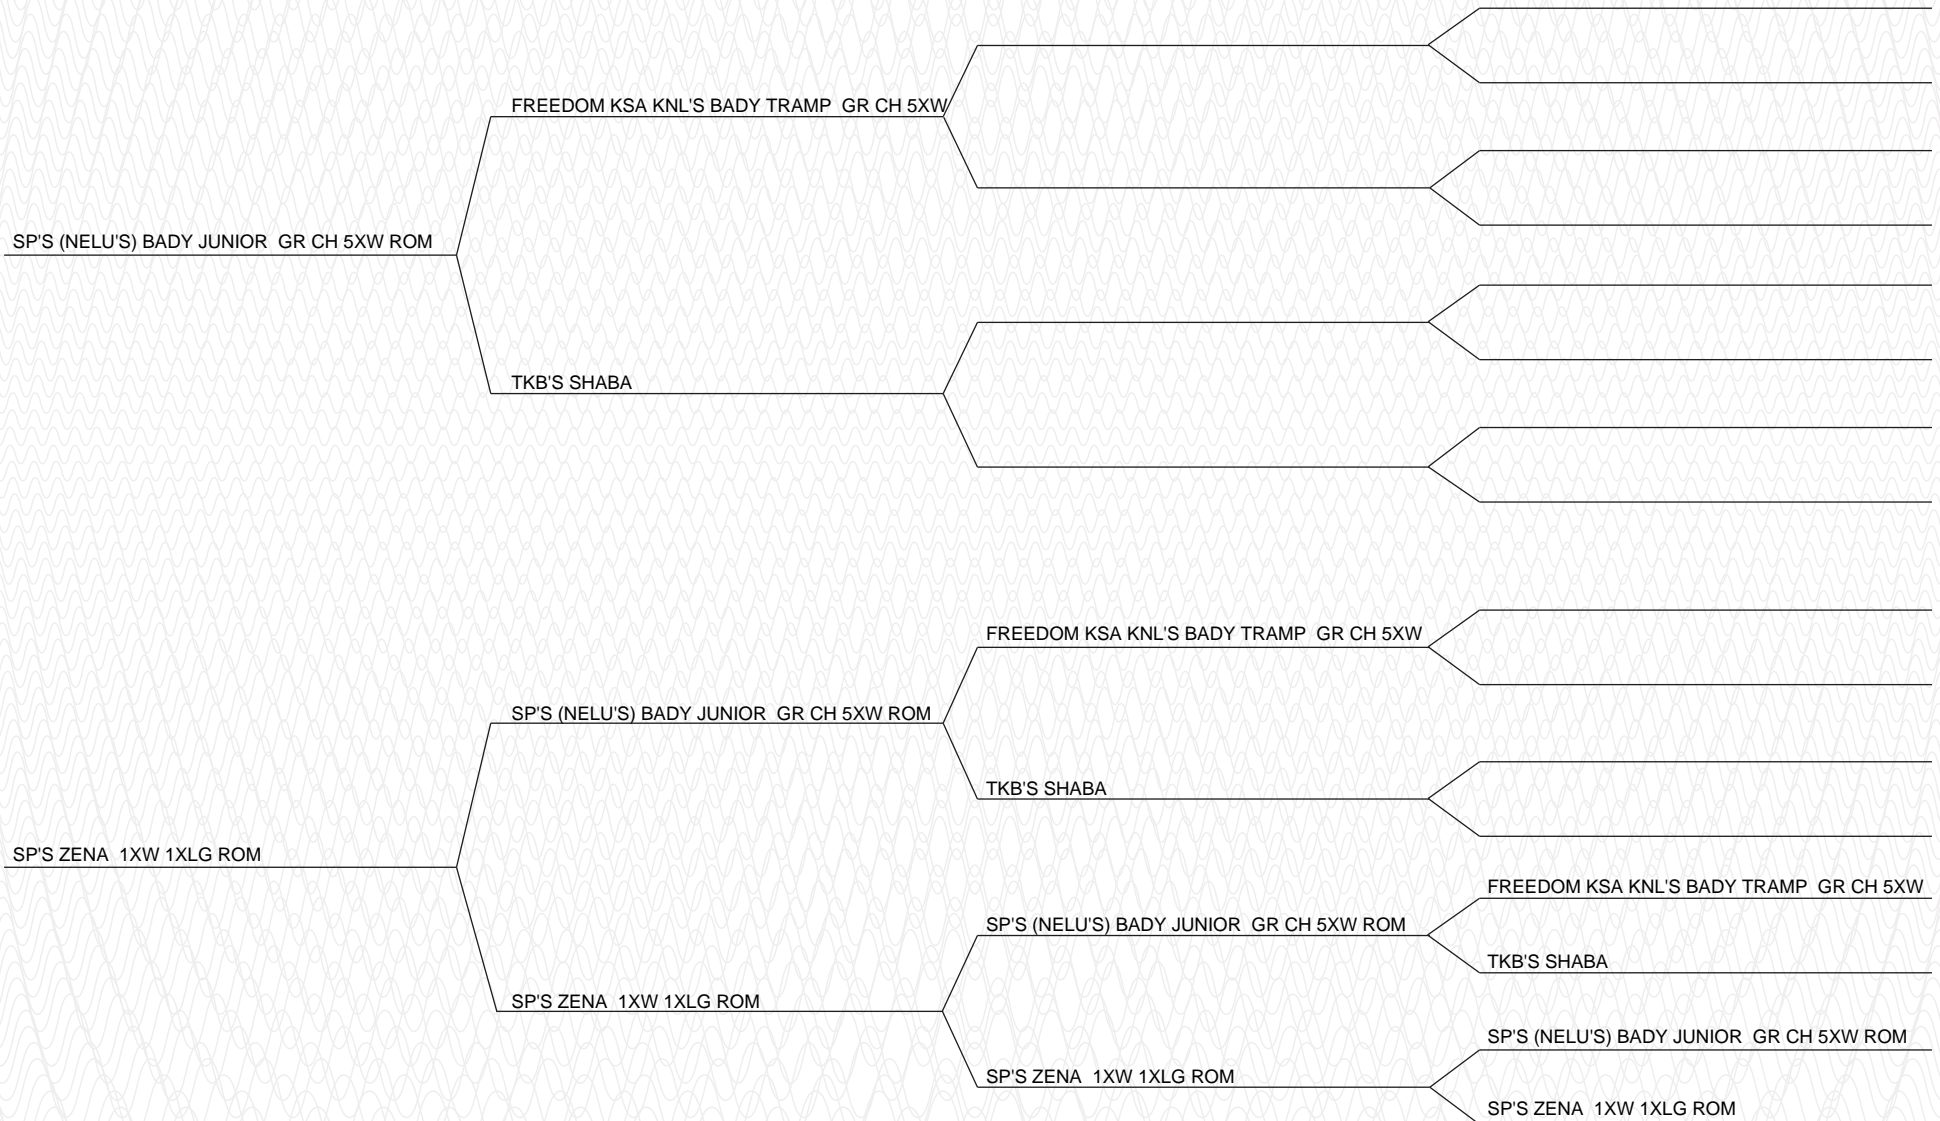 FREEDOM KSA KNL'S BADY TRAMP  GR CH 5XW
SP'S (NELU'S) BADY JUNIOR  GR CH 5XW ROM
TKB'S SHABA
FREEDOM KSA KNL'S BADY TRAMP  GR CH 5XW
SP'S (NELU'S) BADY JUNIOR  GR CH 5XW ROM
TKB'S SHABA
SP'S ZENA  1XW 1XLG ROM
FREEDOM KSA KNL'S BADY TRAMP  GR CH 5XW
SP'S (NELU'S) BADY JUNIOR  GR CH 5XW ROM
TKB'S SHABA
SP'S ZENA  1XW 1XLG ROM
SP'S (NELU'S) BADY JUNIOR  GR CH 5XW ROM
SP'S ZENA  1XW 1XLG ROM
SP'S ZENA  1XW 1XLG ROM